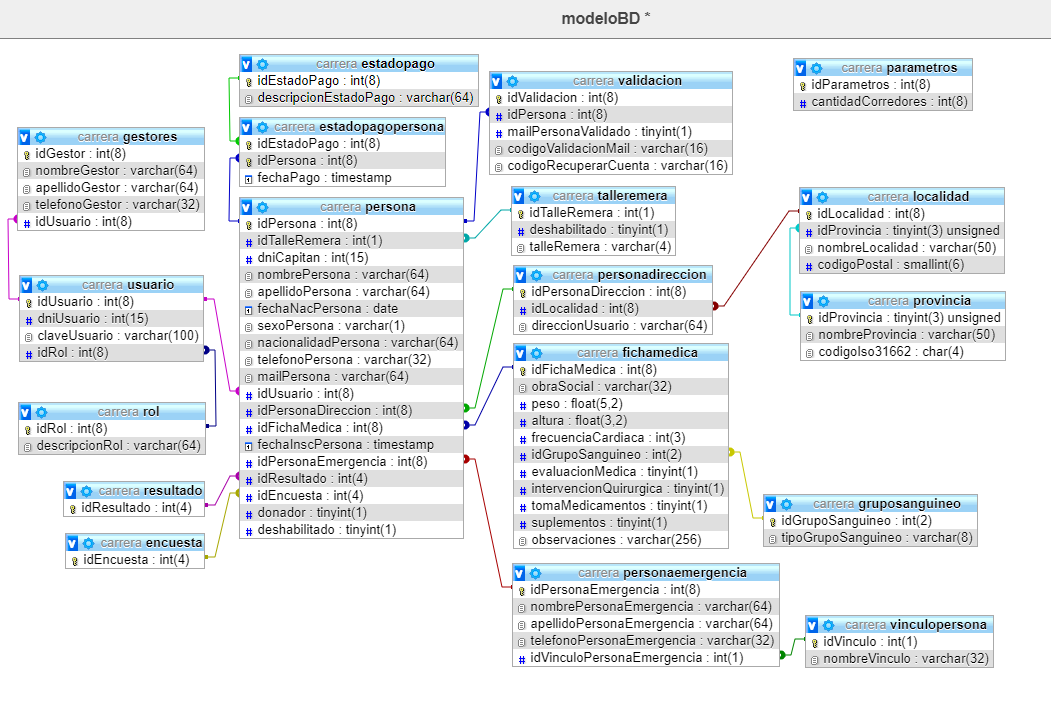 modeloBD *
carrera estadopago
idEstadoPago : int(8)
descripcionEstadoPago : varchar(64)
carrera estadopagopersona
idEstadoPago : int(8)
idPersona : int(8)
fechaPago : timestamp
carrera validacion
idValidacion : int(8)
idPersona : int(8)
mailPersonaValidado : tinyint(1)
codigoValidacionMail : varchar(16)
codigoRecuperarCuenta : varchar(16)
carrera parametros
idParametros : int(8)
cantidadCorredores : int(8)
carrera gestores
idGestor : int(8)
nombreGestor : varchar(64)
apellidoGestor : varchar(64)
telefonoGestor : varchar(32)
idUsuario : int(8)
carrera persona
idPersona : int(8)
idTalleRemera : int(1)
dniCapitan : int(15)
nombrePersona : varchar(64)
apellidoPersona : varchar(64)
fechaNacPersona : date
sexoPersona : varchar(1)
nacionalidadPersona : varchar(64)
telefonoPersona : varchar(32)
mailPersona : varchar(64)
idUsuario : int(8)
idPersonaDireccion : int(8)
idFichaMedica : int(8)
fechaInscPersona : timestamp
idPersonaEmergencia : int(8)
idResultado : int(4)
idEncuesta : int(4)
donador : tinyint(1)
deshabilitado : tinyint(1)
carrera talleremera
idTalleRemera : int(1)
deshabilitado : tinyint(1)
talleRemera : varchar(4)
carrera localidad
idLocalidad : int(8)
idProvincia : tinyint(3) unsigned
nombreLocalidad : varchar(50)
codigoPostal : smallint(6)
carrera usuario
idUsuario : int(8)
dniUsuario : int(15)
claveUsuario : varchar(100)
idRol : int(8)
carrera personadireccion
idPersonaDireccion : int(8)
idLocalidad : int(8)
direccionUsuario : varchar(64)
carrera provincia
idProvincia : tinyint(3) unsigned
nombreProvincia : varchar(50)
codigoIso31662 : char(4)
carrera fichamedica
idFichaMedica : int(8)
obraSocial : varchar(32)
peso : float(5,2)
altura : float(3,2)
frecuenciaCardiaca : int(3)
idGrupoSanguineo : int(2)
evaluacionMedica : tinyint(1)
intervencionQuirurgica : tinyint(1)
tomaMedicamentos : tinyint(1)
suplementos : tinyint(1)
observaciones : varchar(256)
carrera rol
idRol : int(8)
descripcionRol : varchar(64)
carrera resultado
idResultado : int(4)
carrera encuesta
idEncuesta : int(4)
carrera gruposanguineo
idGrupoSanguineo : int(2)
tipoGrupoSanguineo : varchar(8)
carrera personaemergencia
idPersonaEmergencia : int(8)
nombrePersonaEmergencia : varchar(64)
apellidoPersonaEmergencia : varchar(64)
telefonoPersonaEmergencia : varchar(32)
idVinculoPersonaEmergencia : int(1)
carrera vinculopersona
idVinculo : int(1)
nombreVinculo : varchar(32)